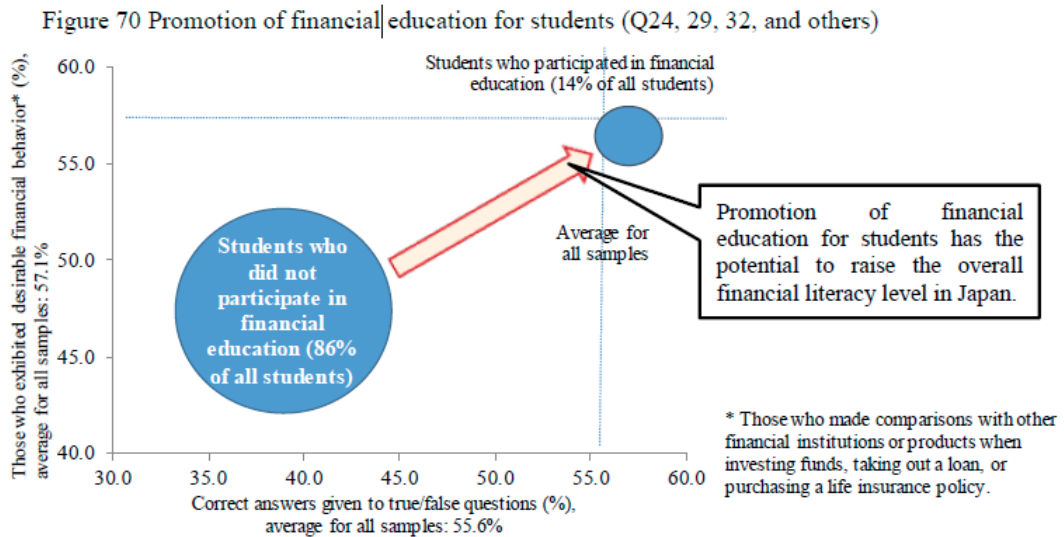 Figure 70 Promotion of financial education for students (Q24, 29, 32, and others)
Those who exhibited desirable financial behavior* (%),
average for all samples: 57.1%
60.0
55.0
50.0
45.0
40.0
Students who participated in financial
education (14% of all students)
Students who
did not
participate in
financial
education (86%
of all students)
Average for
all samples
Promotion of financial
education for students has the
potential to raise the overall
financial literacy level in Japan.
30.0 35.0 40.0 45.0 50.0 55.0 60.0
Correct answers given to true/false questions (%),
average for all samples: 55.6%
* Those who made comparisons with other
financial institutions or products when
investing funds, taking out a loan, or
purchasing a life insurance policy.